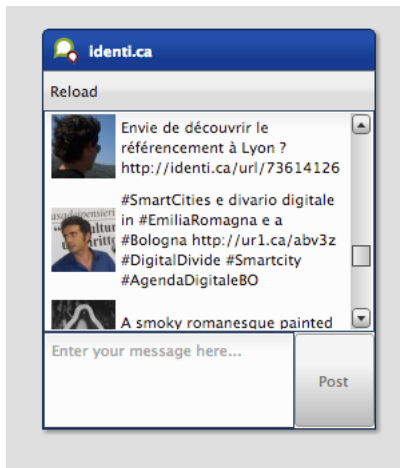 identi.ca
Reload
Envie de découvrir le
référencement à Lyon ?
http://identi.ca/url/73614126
#SmartCities e divario digitale
in #EmiliaRomagna e a
#Bologna http://ur1.ca/abv3z
#DigitalDivide #Smartcity
#AgendaDigitaleBO
A smoky romanesque painted
Enter your message here...
Post